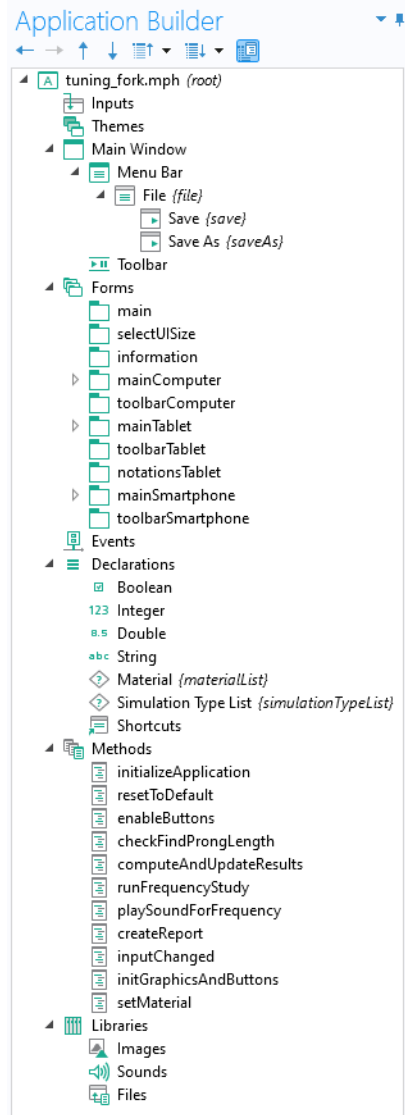 Application Builder
tuning_fork.mph (root)
Inputs
Themes
Main Window
Menu Bar
File {file}
Save {save}
Save As {saveAs}
Toolbar
Forms
main
selectUISize
information
mainComputer
toolbarComputer
mainTablet
toolbarTablet
notationsTablet
mainSmartphone
toolbarSmartphone
Events
Declarations
Boolean
123 Integer
8.5 Double
abc String
Material {materialList}
Simulation Type List {simulationTypeList}
Shortcuts
Methods
initializeApplication
resetToDefault
enableButtons
checkFindProngLength
computeAndUpdateResults
runFrequencyStudy
playSoundForFrequency
createReport
inputChanged
initGraphicsAndButtons
setMaterial
Libraries
Images
Sounds
Files